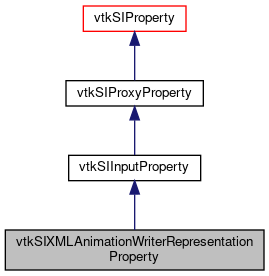 vtkSIProperty
vtkSIProxyProperty
vtkSIInputProperty
vtkSIXMLAnimationWriterRepresentation
Property